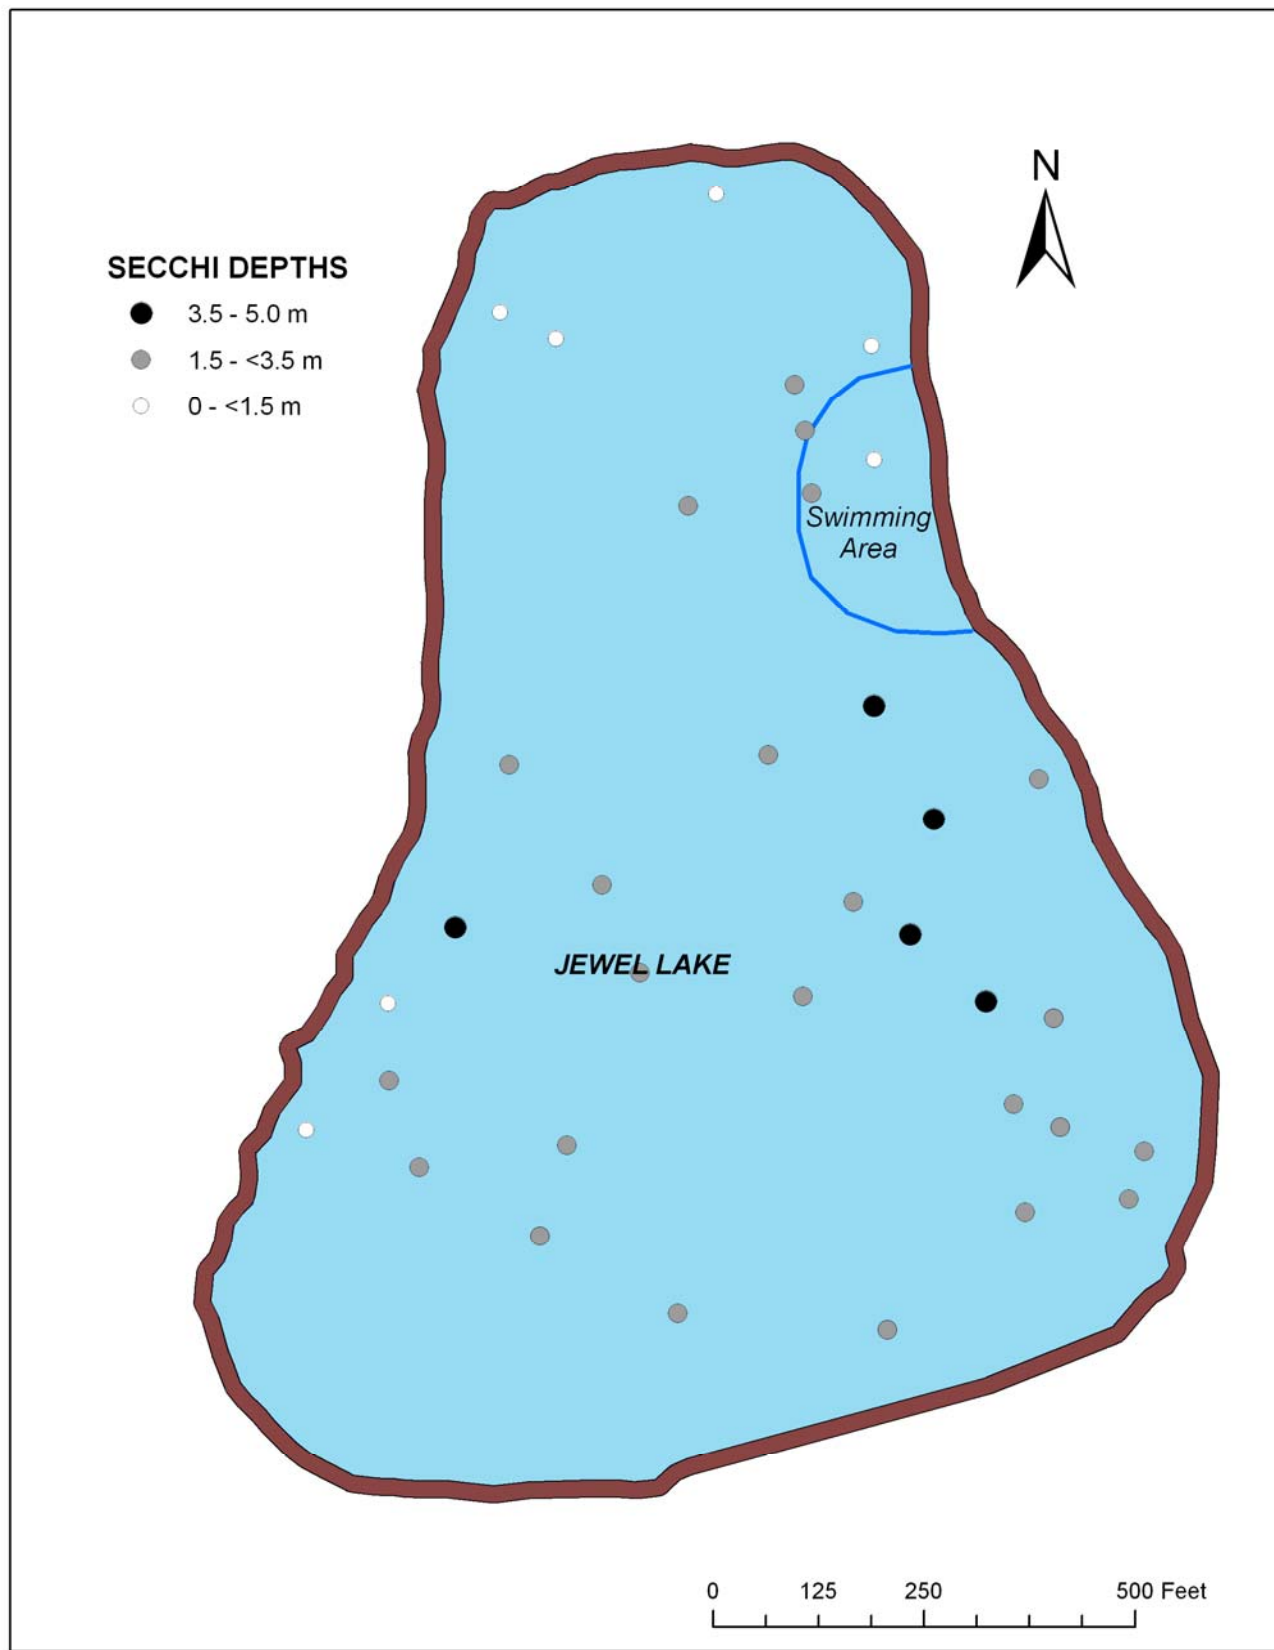 N
SECCHI DEPTHS
3.5 - 5.0 m
1.5 - <3.5 m
0 - <1.5 m
Swimming
Area
JEWEL LAKE
0 125 250 500 Feet